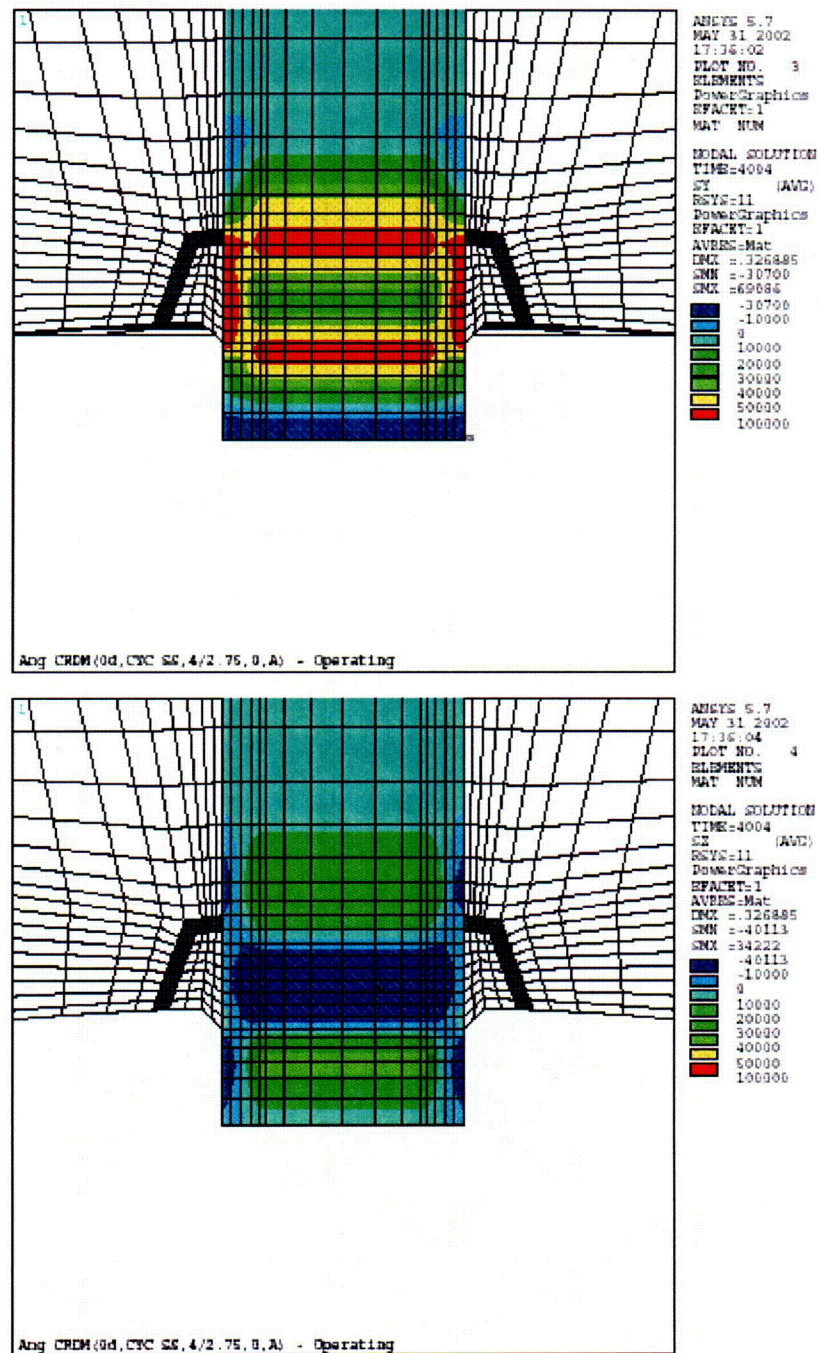 1
ANSYS 5.7
MAY 31 2002
17:36:02
PLOT NO. 3
ELEMENTS
PowerGraphics
EFACET=1
MAT NUM
NODAL SOLUTION
TIME=4004
SY (AVG)
RSYS=11
PowerGraphics
EFACET=1
AVRES=Mat
DMX =.326885
SMN =-30700
SMX =69086
-30700
-10000
0
10000
20000
30000
40000
50000
100000
Ang CRDM(0d,CYC SS,4/2.75,0,A) - Operating
1
ANSYS 5.7
MAY 31 2002
17:36:04
PLOT NO. 4
ELEMENTS
MAT NUM
NODAL SOLUTION
TIME=4004
SZ (AVG)
RSYS=11
PowerGraphics
EFACET=1
AVRES=Mat
DMX =.326885
SMN =-40113
SMX =34222
-40113
-10000
0
10000
20000
30000
40000
50000
100000
Ang CRDM(0d,CYC SS,4/2.75,0,A) - Operating